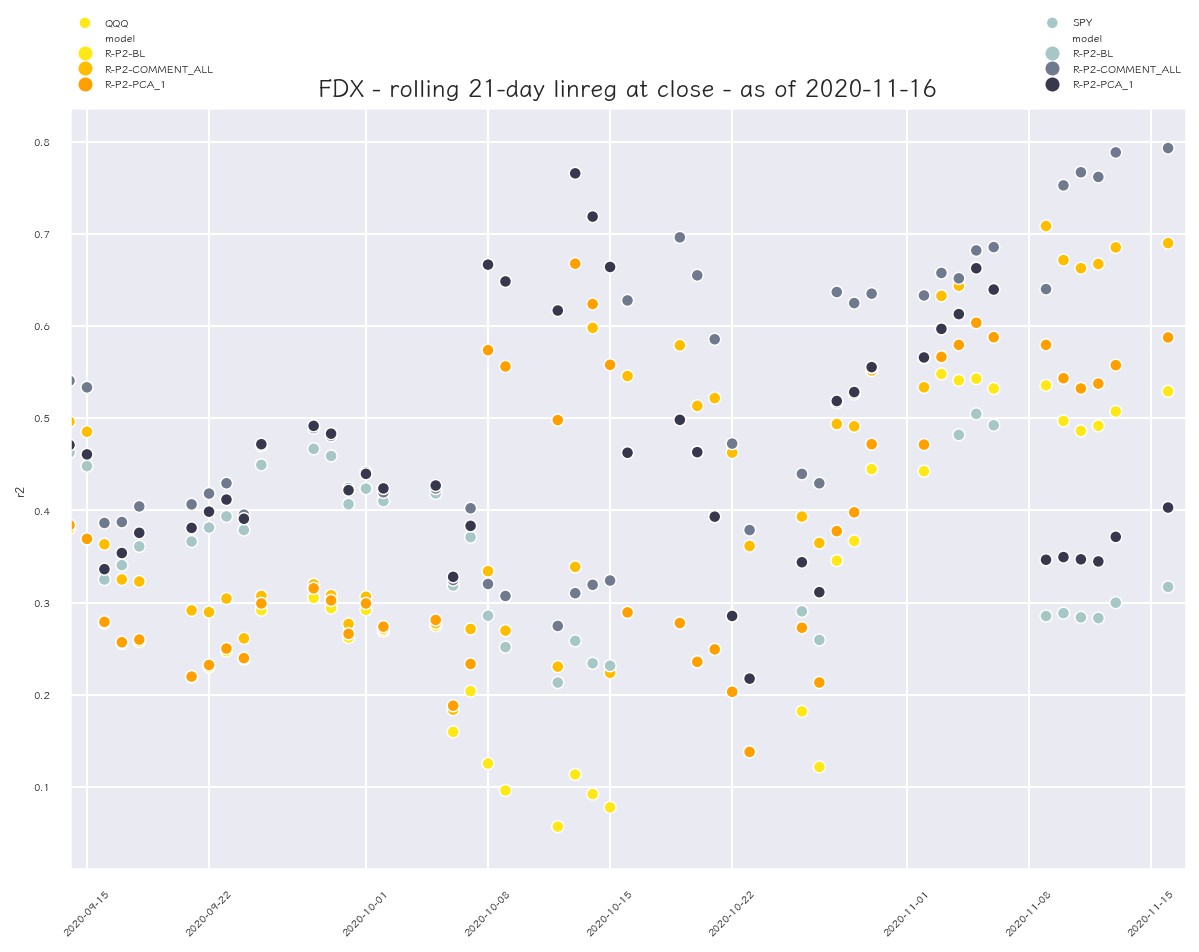 QQQ
model
R-P2-BL
R-P2-COMMENT_ALL
R-P2-PCA_1
SPY
model
R-P2-BL
R-P2-COMMENT_ALL
R-P2-PCA_1
FDX - rolling 21-day linreg at close - as of 2020-11-16
0.8
0.7
0.6
0.5
0.4
0.3
0.2
0.1
r2
2020-09-15
2020-09-22
2020-10-01
2020-10-08
2020-10-15
2020-10-22
2020-11-01
2020-11-08
2020-11-15